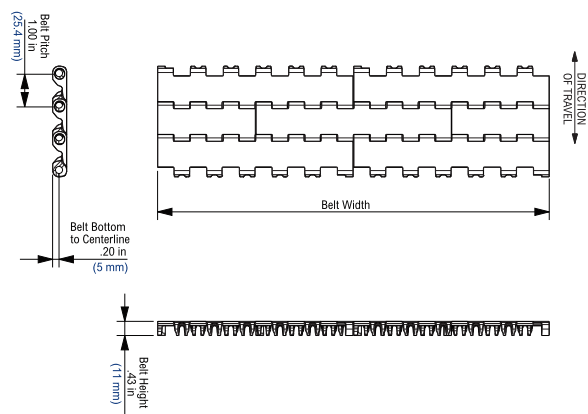 Belt Pitch
1.00 in
(25.4 mm)
DIRECTION
OF TRAVEL
Belt Width
Belt Bottom
to Centerline
.20 in
(5 mm)
Belt Height
.43 in
(11 mm)